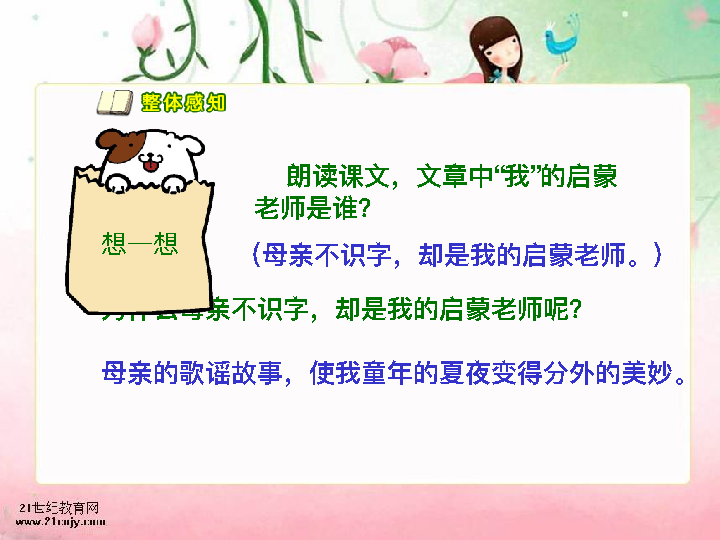 整体感知
朗读课文，文章中“我”的启蒙
老师是谁？
想一想
（母亲不识字，却是我的启蒙老师。）
母亲不识字，却是我的启蒙老师呢？
母亲的歌谣故事，使我童年的夏夜变得分外的美妙。
21世纪教育网
www.21cnjy.com